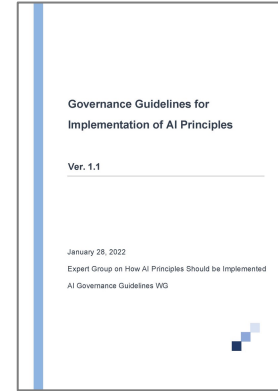 Governance Guidelines for
Implementation of AI Principles
Ver. 1.1
January 28, 2022
Expert Group on How AI Principles Should be Implemented
AI Governance Guidelines WG